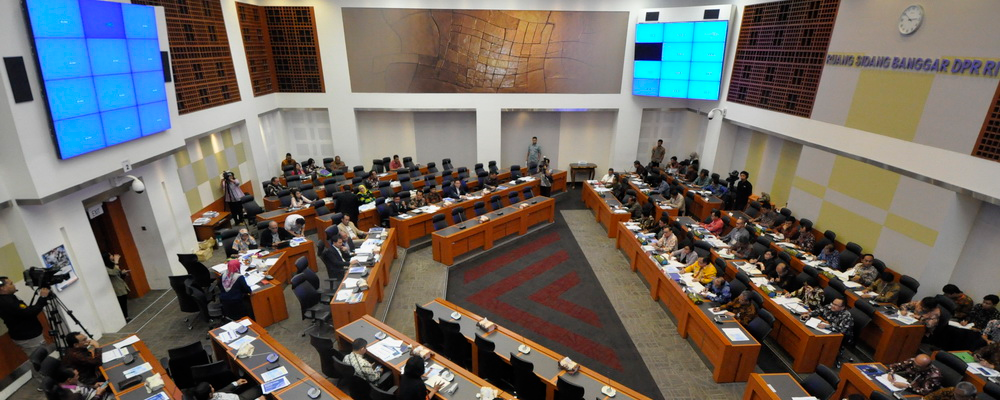 RUANG SIDANG BANGGAR DPR RI